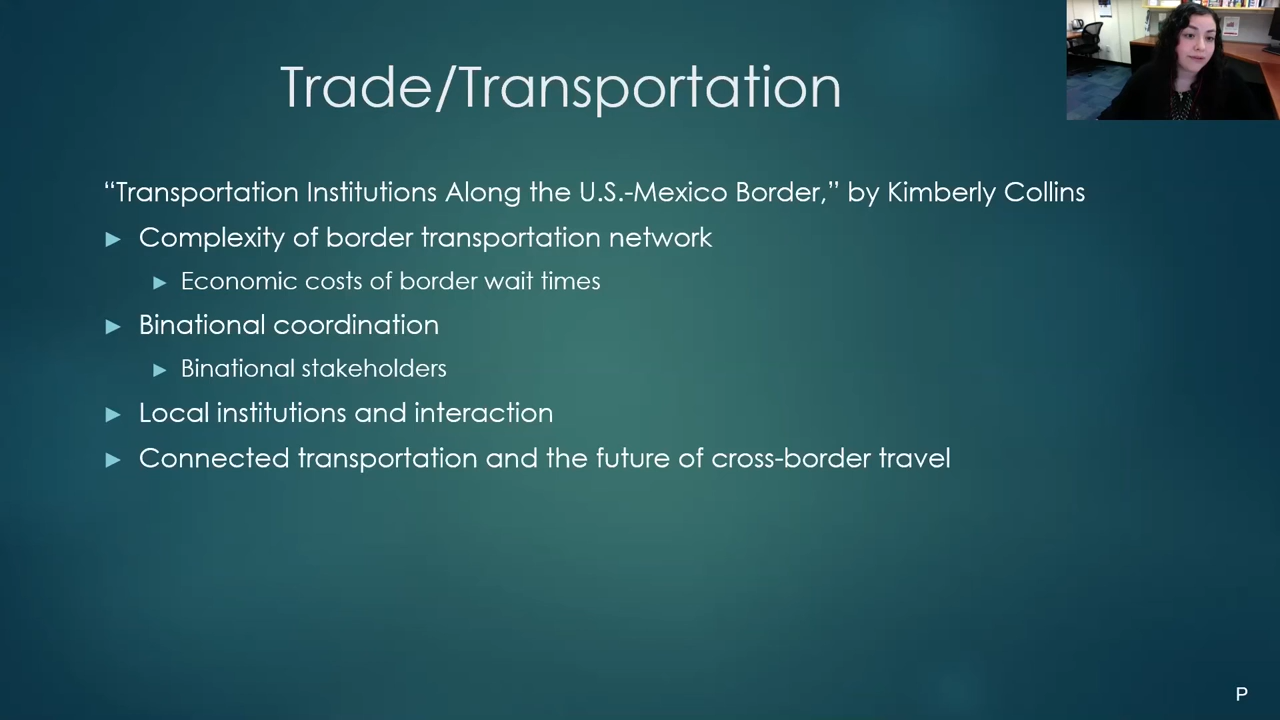 Trade/Transportation
“Transportation Institutions Along the U.S.-Mexico Border,” by Kimberly Collins
► Complexity of border transportation network
► Economic costs of border wait times
► Binational coordination
► Binational stakeholders
► Local institutions and interaction
► Connected transportation and the future of cross-border travel
P